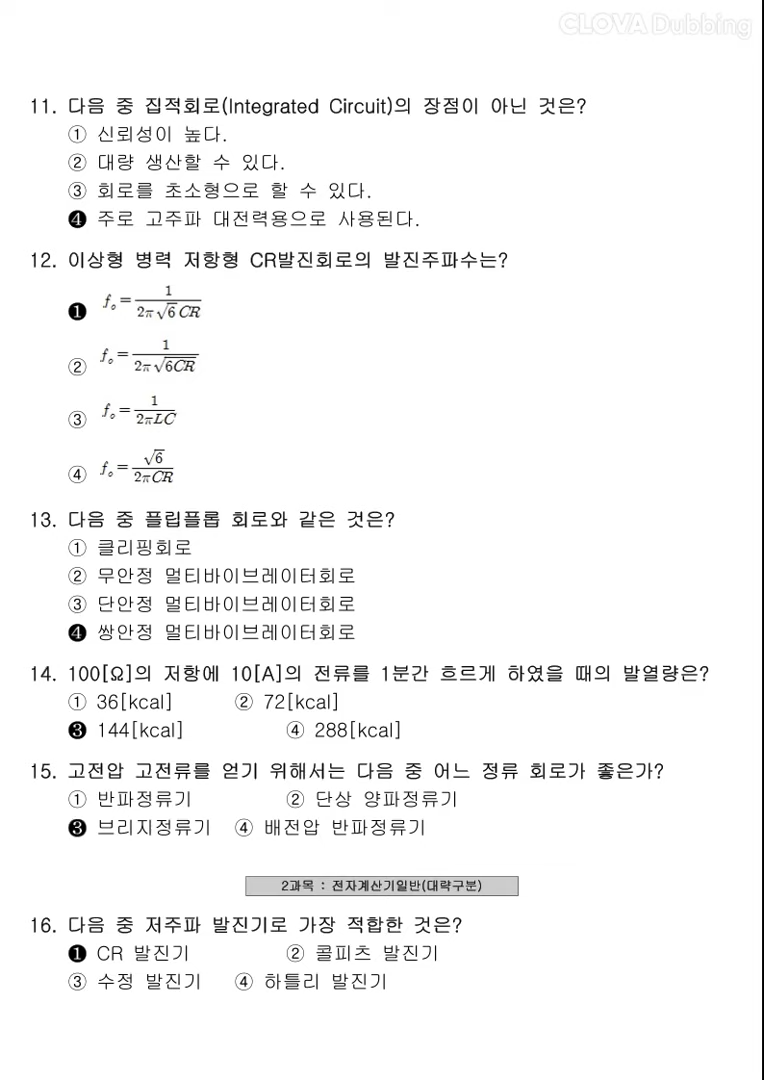 CLOVA Dubbing
11. 다음 중 집적회로(Integrated Circuit)의 장점이 아닌 것은?
① 신뢰성이 높다.
② 대량 생산할 수 있다.
③ 회로를 초소형으로 할 수 있다.
❹ 주로 고주파 대전력용으로 사용된다.
12. 이상형 병력 저항형 CR발진회로의 발진주파수는?
❶ fₒ = 1 / 2π√6 CR
② fₒ = 1 / 2π√(6CR)
③ fₒ = 1 / 2πLC
④ fₒ = √6 / 2πCR
13. 다음 중 플립플롭 회로와 같은 것은?
① 클리핑회로
② 무안정 멀티바이브레이터회로
③ 단안정 멀티바이브레이터회로
❹ 쌍안정 멀티바이브레이터회로
14. 100[Ω]의 저항에 10[A]의 전류를 1분간 흐르게 하였을 때의 발열량은?
① 36[kcal] ② 72[kcal]
❸ 144[kcal] ④ 288[kcal]
15. 고전압 고전류를 얻기 위해서는 다음 중 어느 정류 회로가 좋은가?
① 반파정류기 ② 단상 양파정류기
❸ 브리지정류기 ④ 배전압 반파정류기
2과목 : 전자계산기일반(대략구분)
16. 다음 중 저주파 발진기로 가장 적합한 것은?
❶ CR 발진기 ② 콜피츠 발진기
③ 수정 발진기 ④ 하틀리 발진기